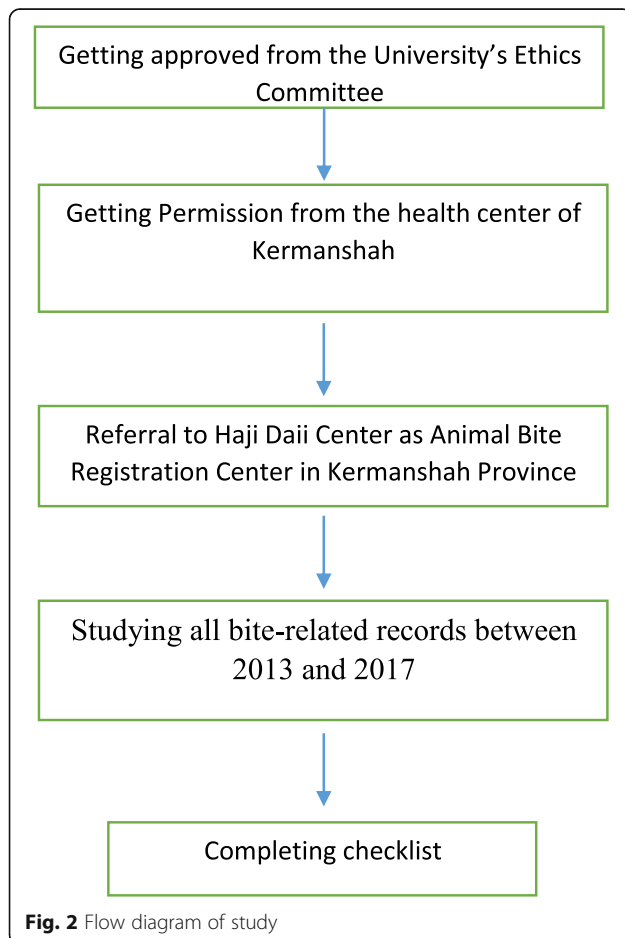 Getting approved from the University’s Ethics
Committee
Getting Permission from the health center of
Kermanshah
Referral to Haji Daii Center as Animal Bite
Registration Center in Kermanshah Province
Studying all bite-related records between
2013 and 2017
Completing checklist
Fig. 2 Flow diagram of study